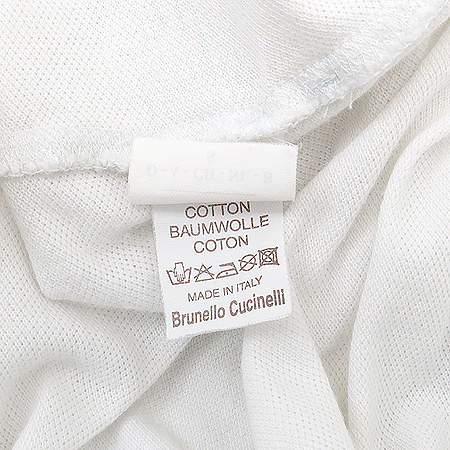 COTTON
BAUMWOLLE
COTON
MADE IN ITALY
Brunello Cucinelli